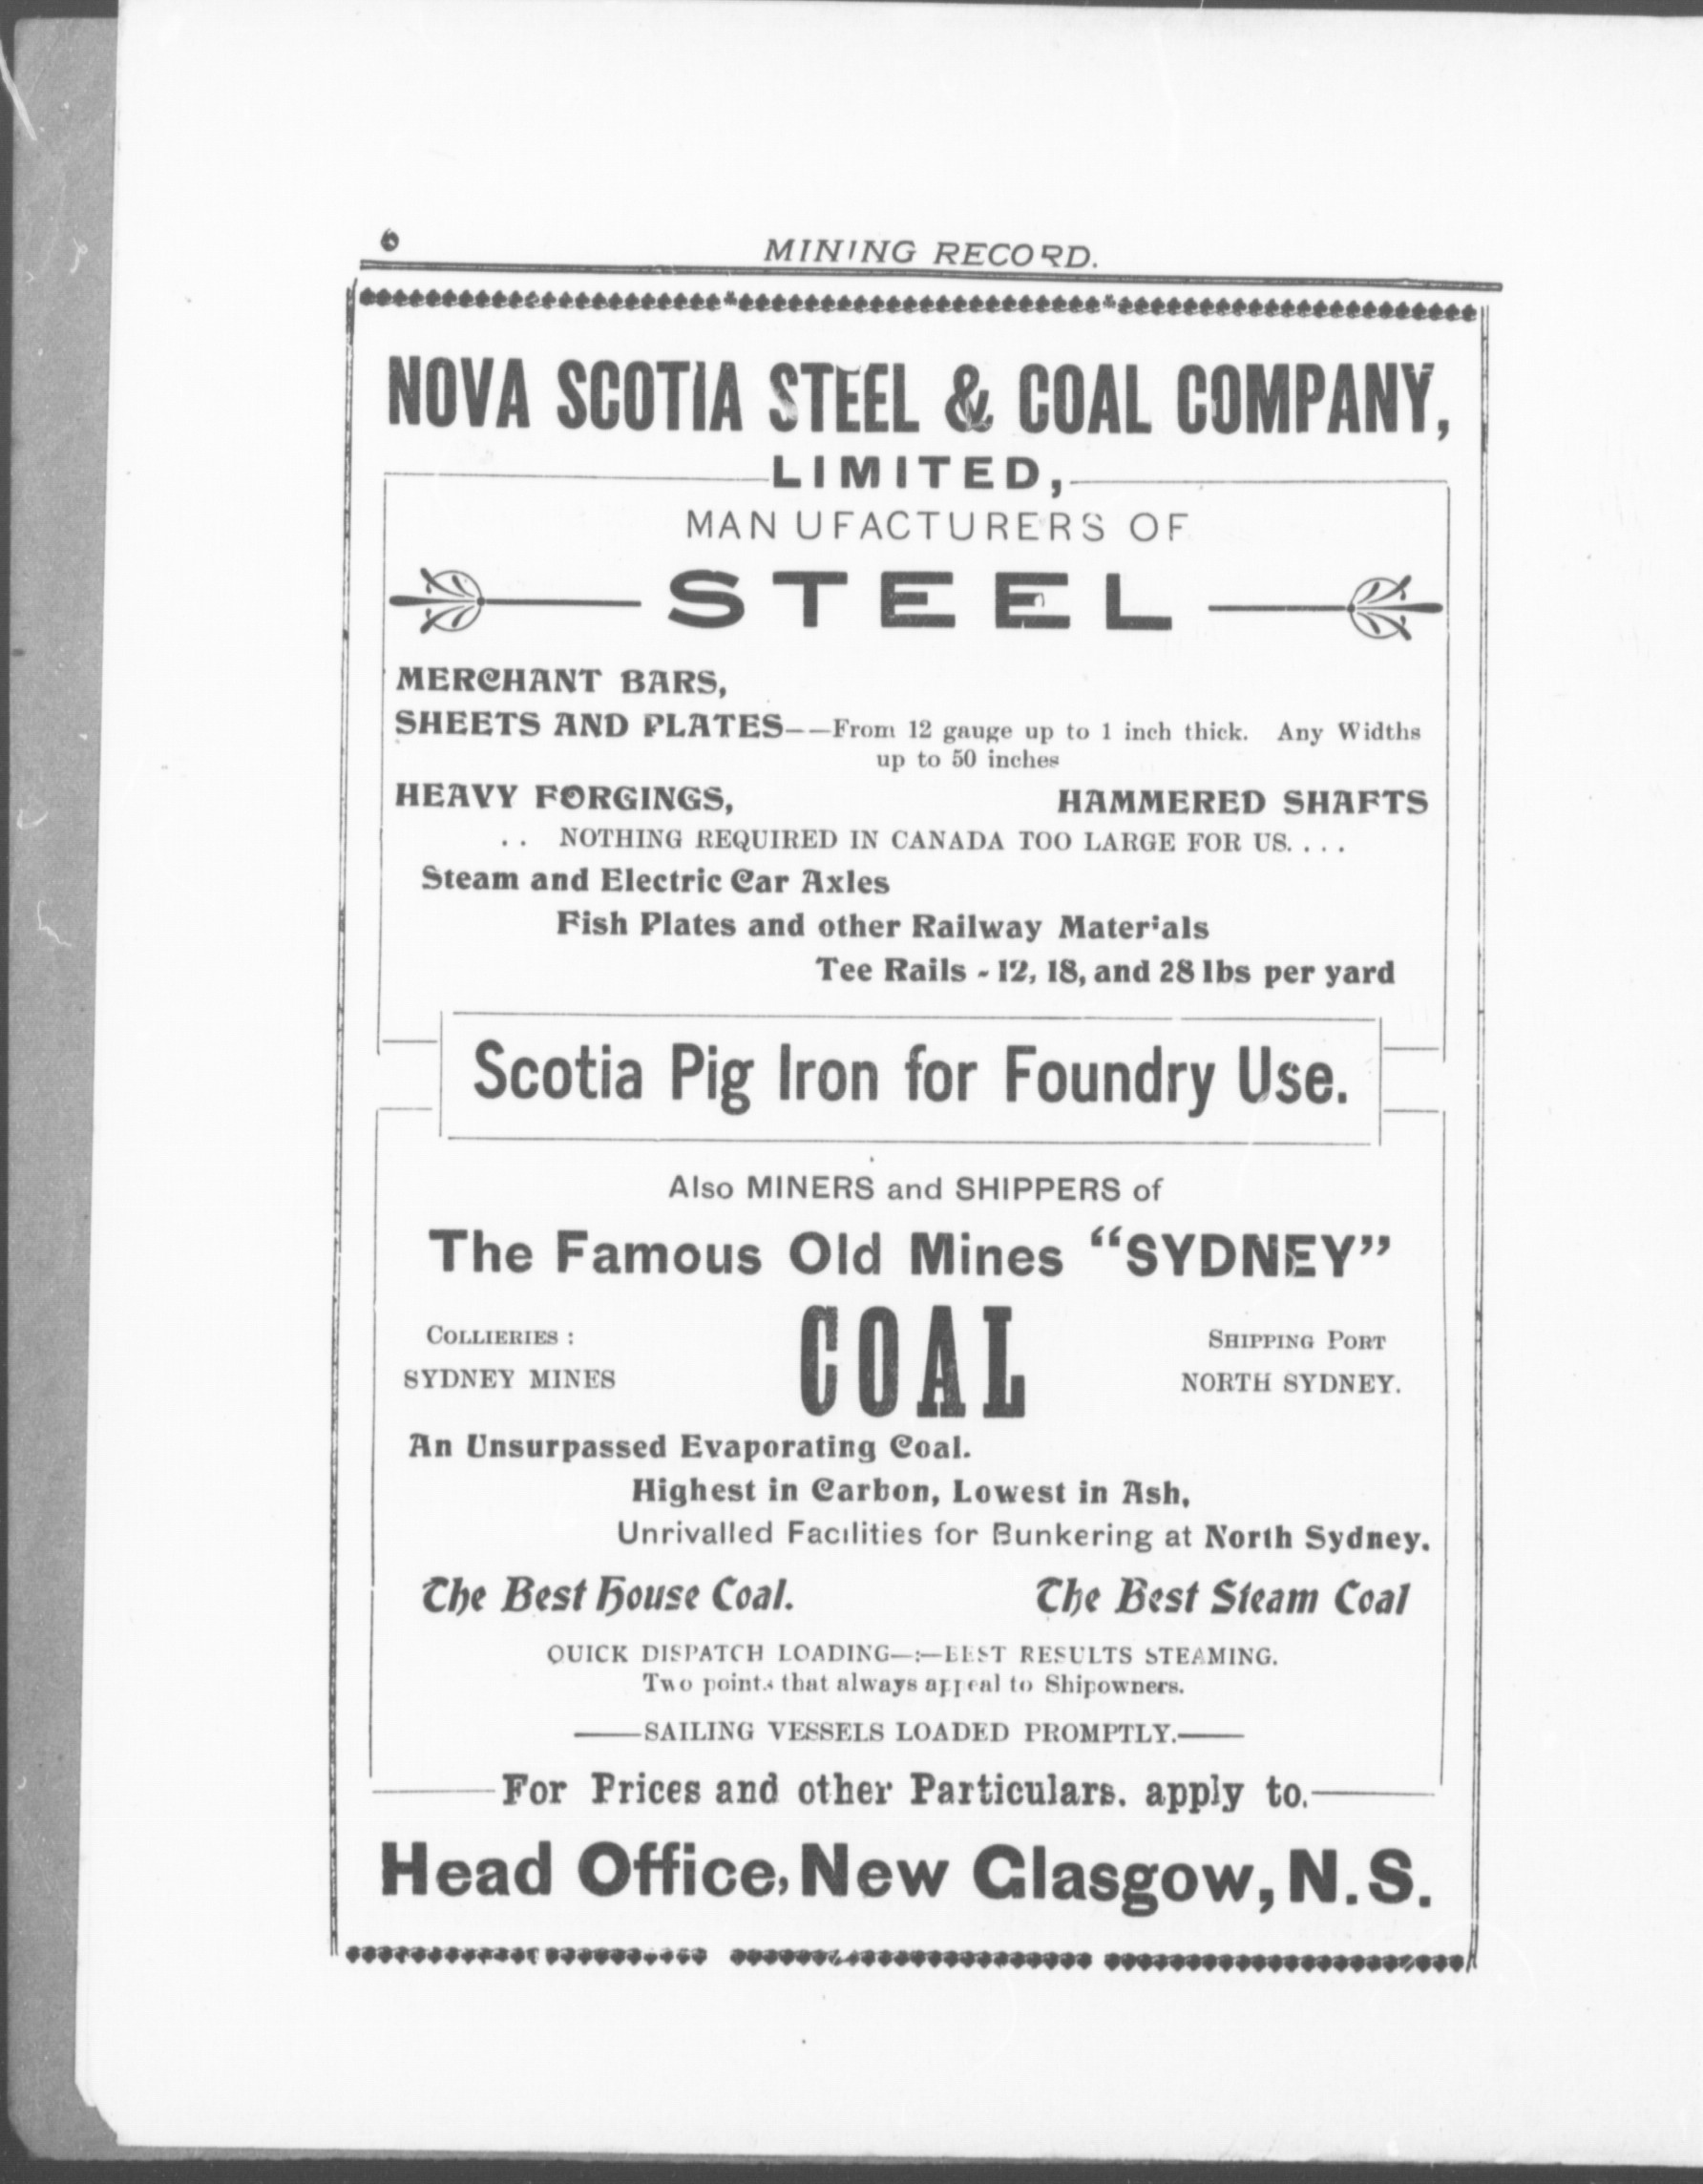 6
MINING RECORD.
NOVA SCOTIA STEEL & COAL COMPANY,
LIMITED,
MANUFACTURERS OF
STEEL
MERCHANT BARS,
SHEETS AND PLATES——From 12 gauge up to 1 inch thick. Any Widths
up to 50 inches
HEAVY FORGINGS, HAMMERED SHAFTS
. . NOTHING REQUIRED IN CANADA TOO LARGE FOR US. . . .
Steam and Electric Car Axles
Fish Plates and other Railway Materials
Tee Rails - 12, 18, and 28 lbs per yard
Scotia Pig Iron for Foundry Use.
Also MINERS and SHIPPERS of
The Famous Old Mines "SYDNEY"
COAL
COLLIERIES :
SYDNEY MINES
SHIPPING PORT
NORTH SYDNEY.
An Unsurpassed Evaporating Coal.
Highest in Carbon, Lowest in Ash,
Unrivalled Facilities for Bunkering at North Sydney.
The Best House Coal. The Best Steam Coal
QUICK DISPATCH LOADING—:—BEST RESULTS STEAMING.
Two points that always appeal to Shipowners.
——SAILING VESSELS LOADED PROMPTLY.——
For Prices and other Particulars. apply to.
Head Office, New Glasgow, N.S.